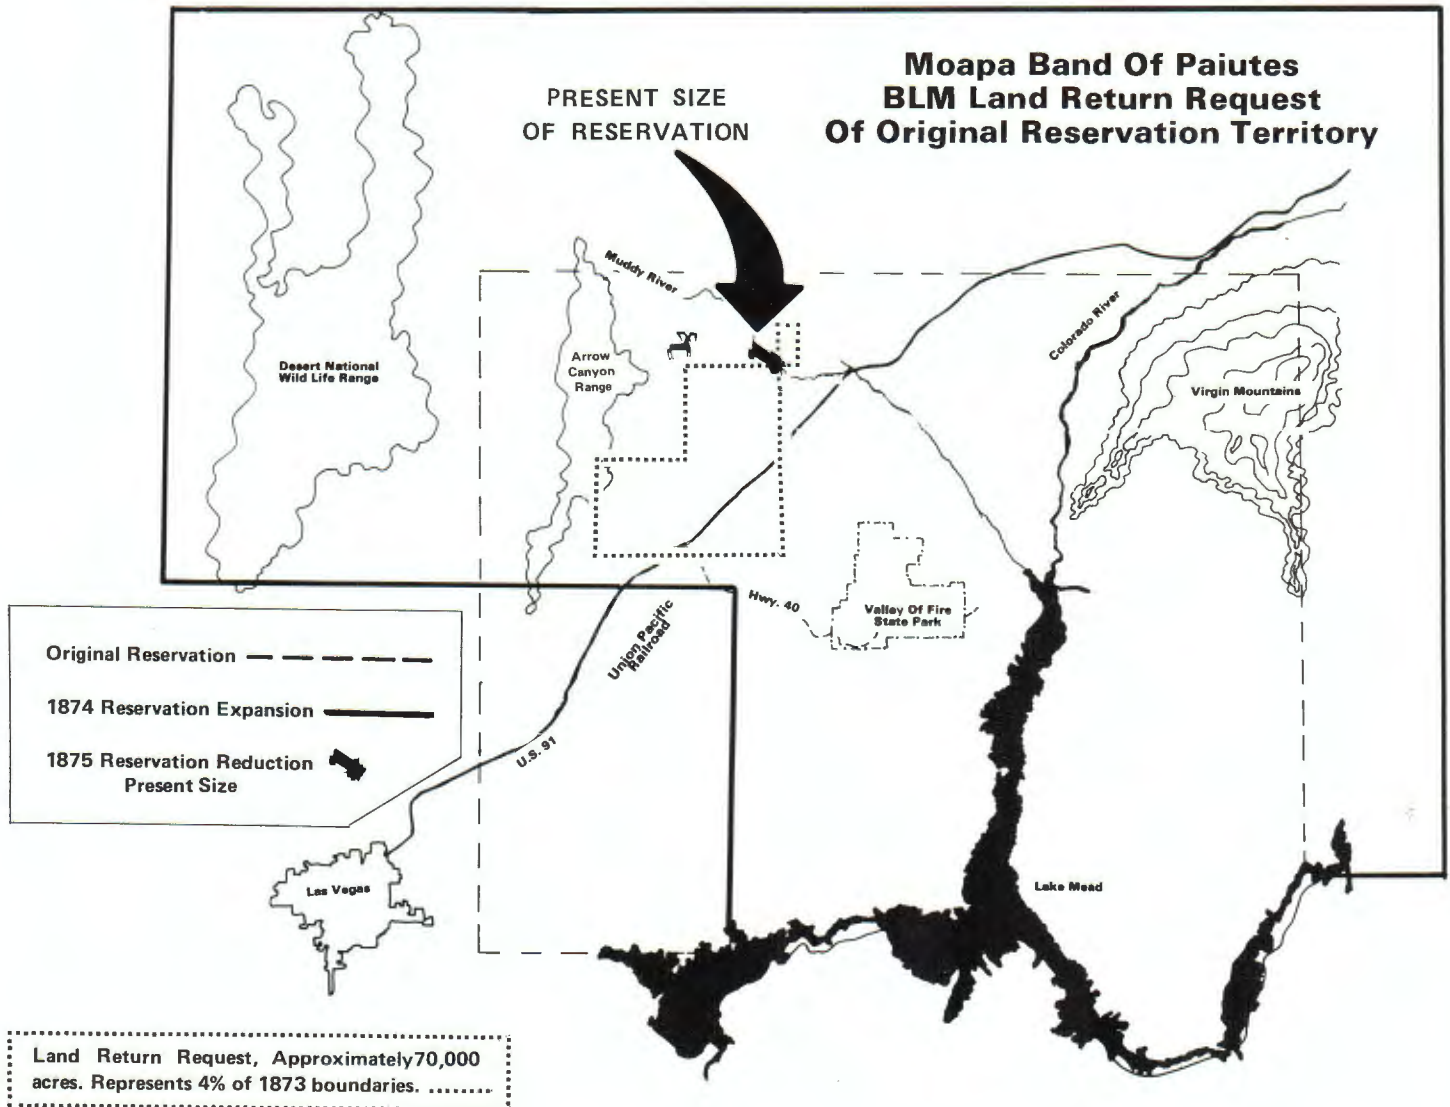 Moapa Band Of Paiutes
BLM Land Return Request
Of Original Reservation Territory
PRESENT SIZE
OF RESERVATION
Muddy River
Colorado River
Desert National
Wild Life Range
Arrow
Canyon
Range
Virgin Mountains
Hwy. 40
Valley Of Fire
State Park
Union Pacific
Railroad
U.S. 91
Original Reservation
1874 Reservation Expansion
1875 Reservation Reduction
Present Size
Las Vegas
Lake Mead
Land Return Request, Approximately70,000
acres. Represents 4% of 1873 boundaries.